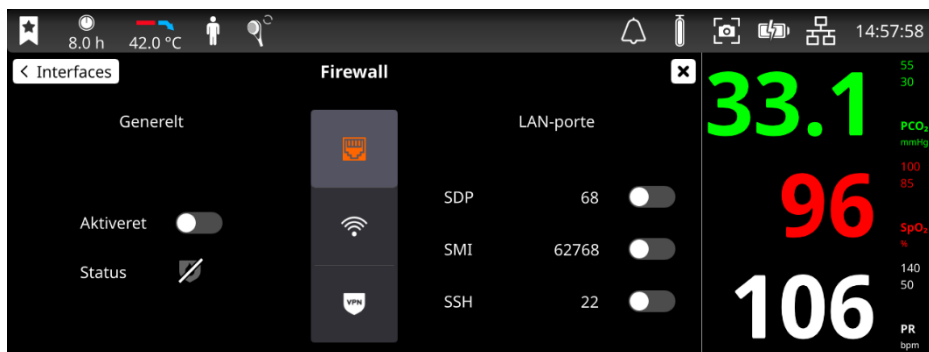 8.0 h
42.0 °C
14:57:58
< Interfaces
Firewall
Generelt
LAN-porte
Aktiveret
Status
VPN
SDP 68
SMI 62768
SSH 22
33.1
55
30
PCO₂
mmHg
96
100
85
SpO₂
%
106
140
50
PR
bpm